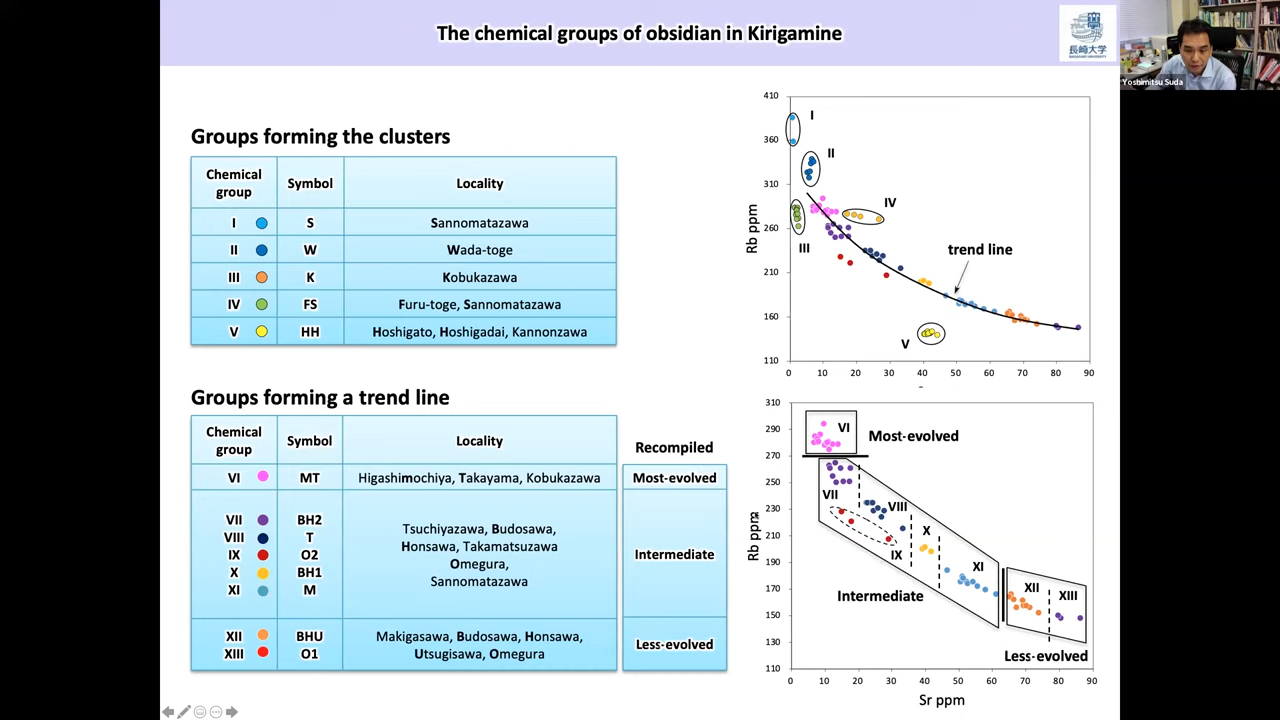 The chemical groups of obsidian in Kirigamine
長崎大学
NAGASAKI UNIVERSITY
Yoshimitsu Suda
Groups forming the clusters
Chemical group Symbol Locality
I S Sannomatazawa
II W Wada-toge
III K Kobukazawa
IV FS Furu-toge, Sannomatazawa
V HH Hoshigato, Hoshigadai, Kannonzawa
Groups forming a trend line
Chemical group Symbol Locality
Recompiled
VI MT Higashimochiya, Takayama, Kobukazawa Most-evolved
VII BH2
VIII T
IX O2
X BH1
XI M
Tsuchiyazawa, Budosawa,
Honsawa, Takamatsuzawa
Omegura,
Sannomatazawa
Intermediate
XII BHU
XIII O1
Makigasawa, Budosawa, Honsawa,
Utsugisawa, Omegura
Less-evolved
410
360
310
260
210
160
110
Rb ppm
0 10 20 30 40 50 60 70 80 90
I
II
III
IV
V
trend line
310
290
270
250
230
210
190
170
150
130
110
Rb ppm
0 10 20 30 40 50 60 70 80 90
Sr ppm
VI
Most-evolved
VII
VIII
IX
X
XI
Intermediate
XII
XIII
Less-evolved